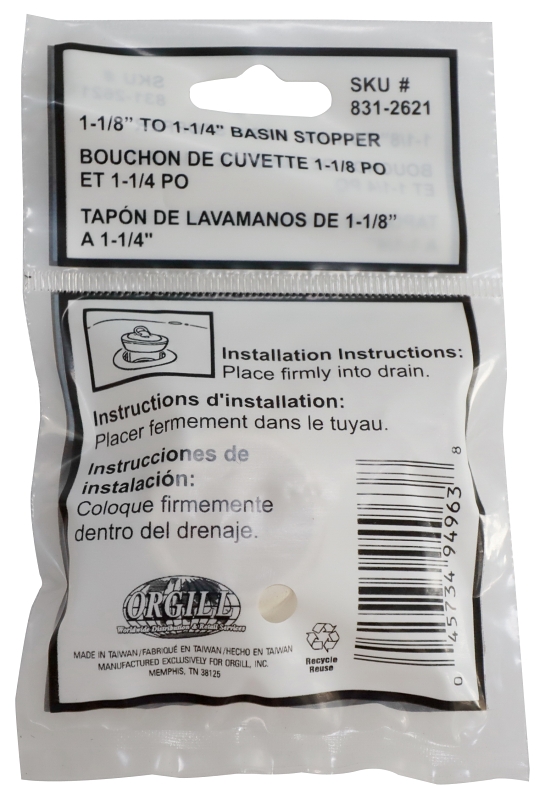 SKU #
831-2621
1-1/8” TO 1-1/4" BASIN STOPPER
BOUCHON DE CUVETTE 1-1/8 PO
ET 1-1/4 PO
TAPÓN DE LAVAMANOS DE 1-1/8”
A 1-1/4"
Installation Instructions:
Place firmly into drain.
Instructions d'installation:
Placer fermement dans le tuyau.
Instrucciones de
instalación:
Coloque firmemente
dentro del drenaje.
ORGILL
Worldwide Distribution & Retail Services
MADE IN TAIWAN/FABRIQUÉ EN TAIWAN/HECHO EN TAIWAN
MANUFACTURED EXCLUSIVELY FOR ORGILL, INC.
MEMPHIS, TN 38125
Recycle
Reuse
0 45734 94963 8